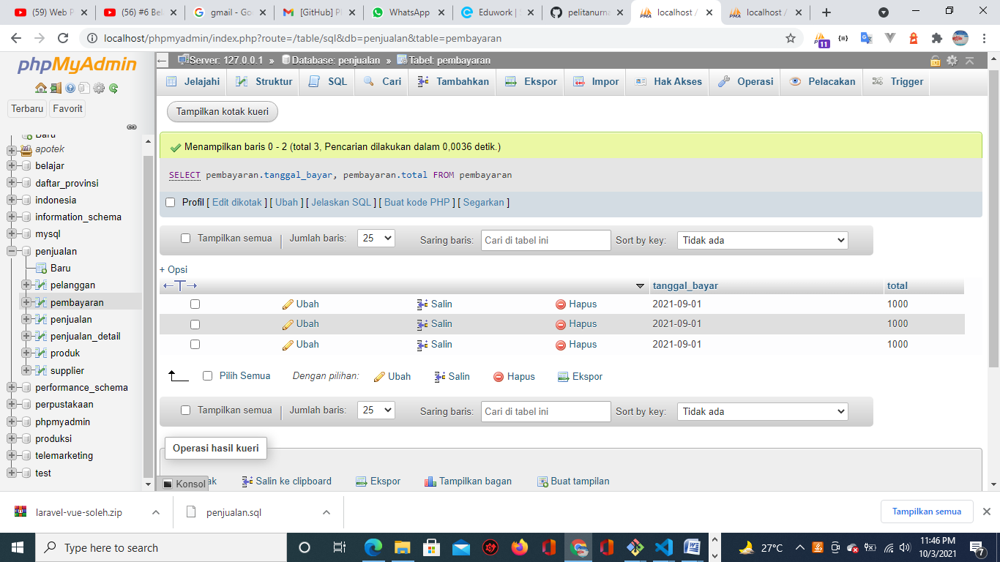 (59) Web P
(56) #6 Bel
gmail - Go
[GitHub] Pl
WhatsApp
Eduwork | S
pelitanurna
localhost /
localhost /
localhost/phpmyadmin/index.php?route=/table/sql&db=penjualan&table=pembayaran
11
phpMyAdmin
Terbaru Favorit
Baru
apotek
belajar
daftar_provinsi
indonesia
information_schema
mysql
penjualan
Baru
pelanggan
pembayaran
penjualan
penjualan_detail
produk
supplier
performance_schema
perpustakaan
phpmyadmin
produksi
telemarketing
test
Server: 127.0.0.1 » Database: penjualan » Tabel: pembayaran
Jelajahi Struktur SQL Cari Tambahkan Ekspor Impor Hak Akses Operasi Pelacakan Trigger
Tampilkan kotak kueri
Menampilkan baris 0 - 2 (total 3, Pencarian dilakukan dalam 0,0036 detik.)
SELECT pembayaran.tanggal_bayar, pembayaran.total FROM pembayaran
Profil [ Edit dikotak ] [ Ubah ] [ Jelaskan SQL ] [ Buat kode PHP ] [ Segarkan ]
Tampilkan semua | Jumlah baris: 25 Saring baris: Cari di tabel ini Sort by key: Tidak ada
+ Opsi
←T→ tanggal_bayar total
Ubah Salin Hapus 2021-09-01 1000
Ubah Salin Hapus 2021-09-01 1000
Ubah Salin Hapus 2021-09-01 1000
Pilih Semua Dengan pilihan: Ubah Salin Hapus Ekspor
Tampilkan semua | Jumlah baris: 25 Saring baris: Cari di tabel ini Sort by key: Tidak ada
Operasi hasil kueri
ak Salin ke clipboard Ekspor Tampilkan bagan Buat tampilan
Konsol
laravel-vue-soleh.zip
penjualan.sql
Tampilkan semua
Type here to search
27°C
11:46 PM
10/3/2021
7